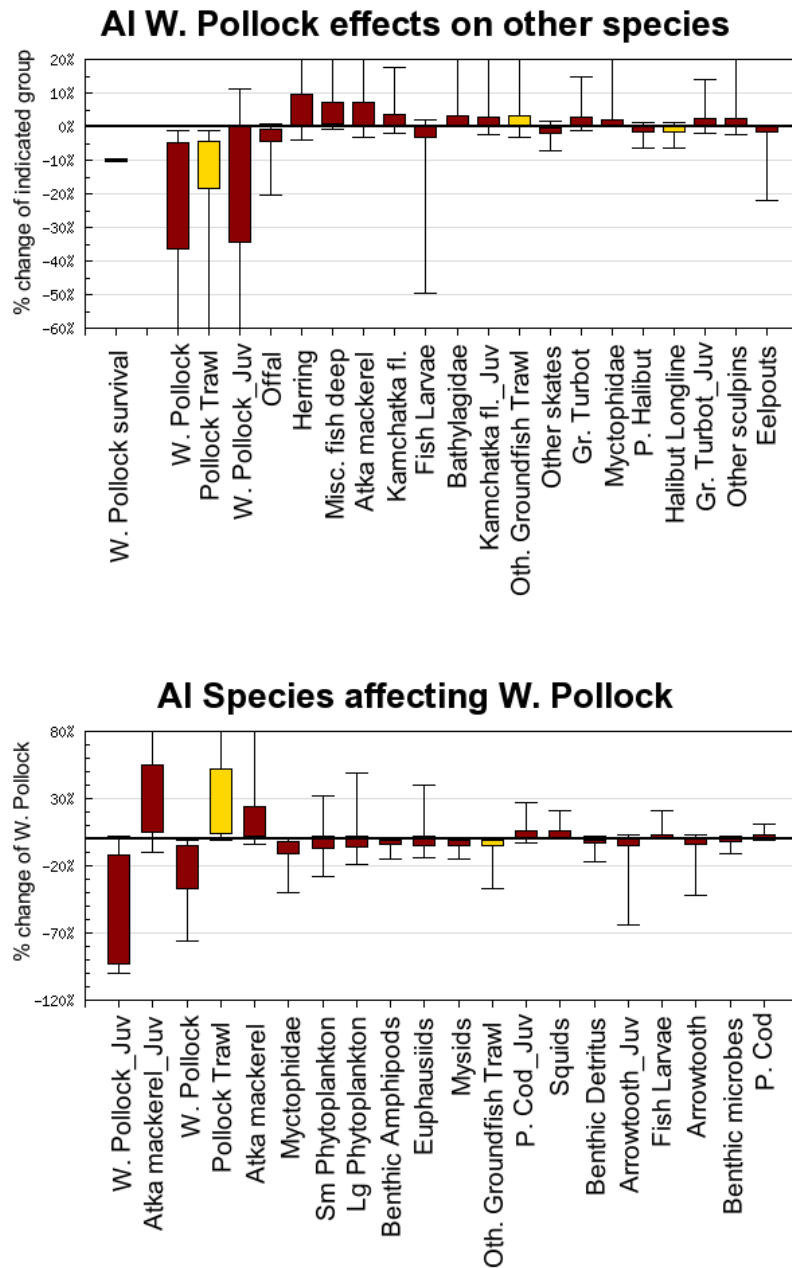 AI W. Pollock effects on other species
% change of indicated group
20%
10%
0%
-10%
-20%
-30%
-40%
-50%
-60%
W. Pollock survival
W. Pollock
Pollock Trawl
W. Pollock_Juv
Offal
Herring
Misc. fish deep
Atka mackerel
Kamchatka fl.
Fish Larvae
Bathylagidae
Kamchatka fl._Juv
Oth. Groundfish Trawl
Other skates
Gr. Turbot
Myctophidae
P. Halibut
Halibut Longline
Gr. Turbot_Juv
Other sculpins
Eelpouts
AI Species affecting W. Pollock
% change of W. Pollock
80%
30%
-20%
-70%
-120%
W. Pollock_Juv
Atka mackerel_Juv
W. Pollock
Pollock Trawl
Atka mackerel
Myctophidae
Sm Phytoplankton
Lg Phytoplankton
Benthic Amphipods
Euphausiids
Mysids
Oth. Groundfish Trawl
P. Cod_Juv
Squids
Benthic Detritus
Arrowtooth_Juv
Fish Larvae
Arrowtooth
Benthic microbes
P. Cod